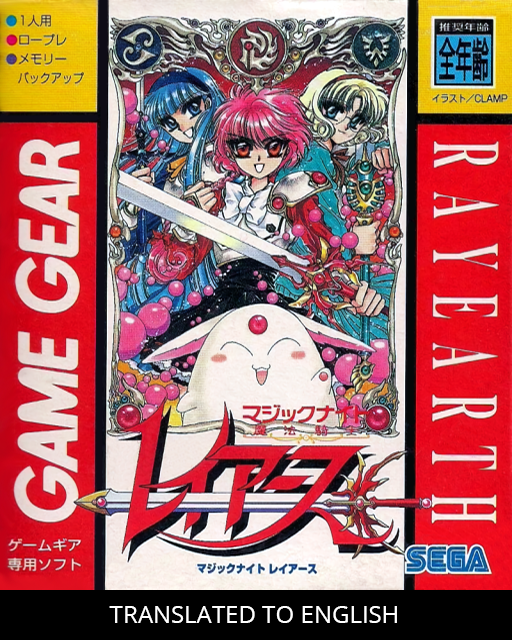 1人用
ロープレ
メモリー
バックアップ
推奨年齢
全年齢
イラスト／CLAMP
GAME GEAR
RAYEARTH
マジックナイト
魔法騎士
レイアース
マジックナイト レイアース
ゲームギア
専用ソフト
SEGA
TRANSLATED TO ENGLISH